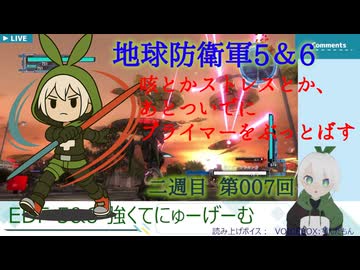 LIVE
地球防衛軍5＆6
Comments
咳とかストレスとか、
あとついでに
プライマーをぶっとばす
二週目 第007回
強くてにゅーげーむ
読み上げボイス：